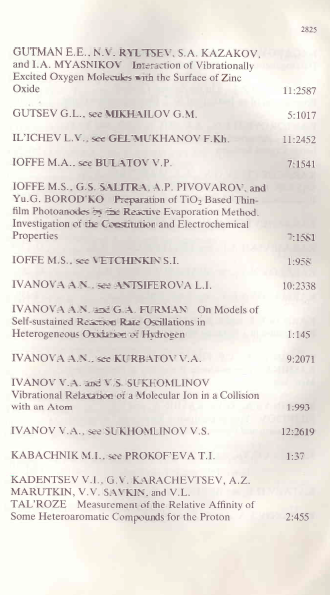 2825
GUTMAN E.E., N.V. RYL'TSEV, S.A. KAZAKOV,
and I.A. MYASNIKOV Interaction of Vibrationally
Excited Oxygen Molecules with the Surface of Zinc
Oxide 11:2587
GUTSEV G.L., see MIKHAILOV G.M. 5:1017
IL'ICHEV L.V., see GEL'MUKHANOV F.Kh. 11:2452
IOFFE M.A., see BULATOV V.P. 7:1541
IOFFE M.S., G.S. SALITRA, A.P. PIVOVAROV, and
Yu.G. BOROD'KO Preparation of TiO₂ Based Thin-
film Photoanodes by the Reactive Evaporation Method.
Investigation of the Constitution and Electrochemical
Properties 7:1581
IOFFE M.S., see VETCHINKIN S.I. 1:958
IVANOVA A.N., see ANTSIFEROVA L.I. 10:2338
IVANOVA A.N. and G.A. FURMAN On Models of
Self-sustained Reaction Rate Oscillations in
Heterogeneous Oxidation of Hydrogen 1:145
IVANOVA A.N., see KURBATOV V.A. 9:2071
IVANOV V.A. and V.S. SUKHOMLINOV
Vibrational Relaxation of a Molecular Ion in a Collision
with an Atom 1:993
IVANOV V.A., see SUKHOMLINOV V.S. 12:2619
KABACHNIK M.I., see PROKOF'EVA T.I. 1:37
KADENTSEV V.I., G.V. KARACHEVTSEV, A.Z.
MARUTKIN, V.V. SAVKIN, and V.L.
TAL'ROZE Measurement of the Relative Affinity of
Some Heteroaromatic Compounds for the Proton 2:455